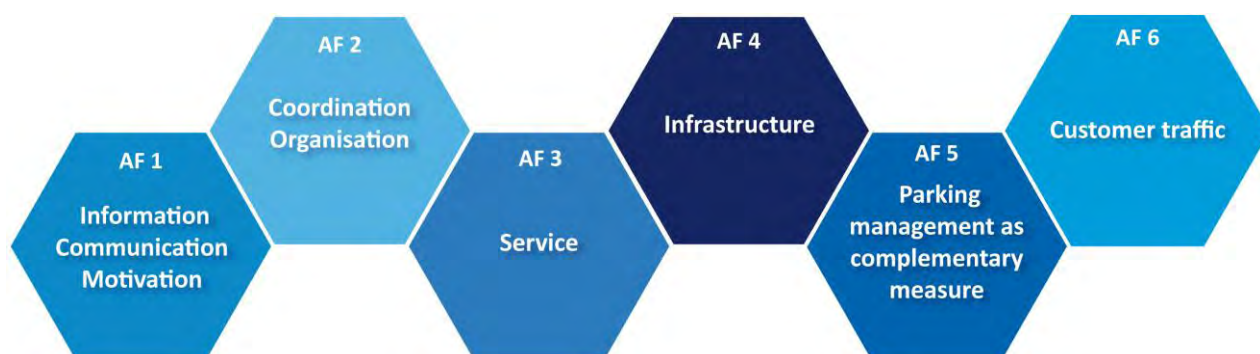 AF 1
Information
Communication
Motivation
AF 2
Coordination
Organisation
AF 3
Service
AF 4
Infrastructure
AF 5
Parking
management as
complementary
measure
AF 6
Customer traffic